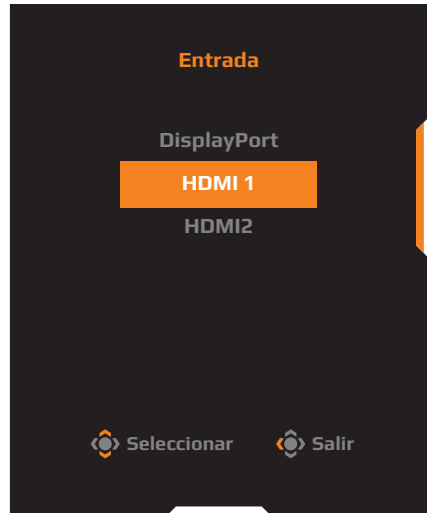 Entrada
DisplayPort
HDMI 1
HDMI2
Seleccionar Salir